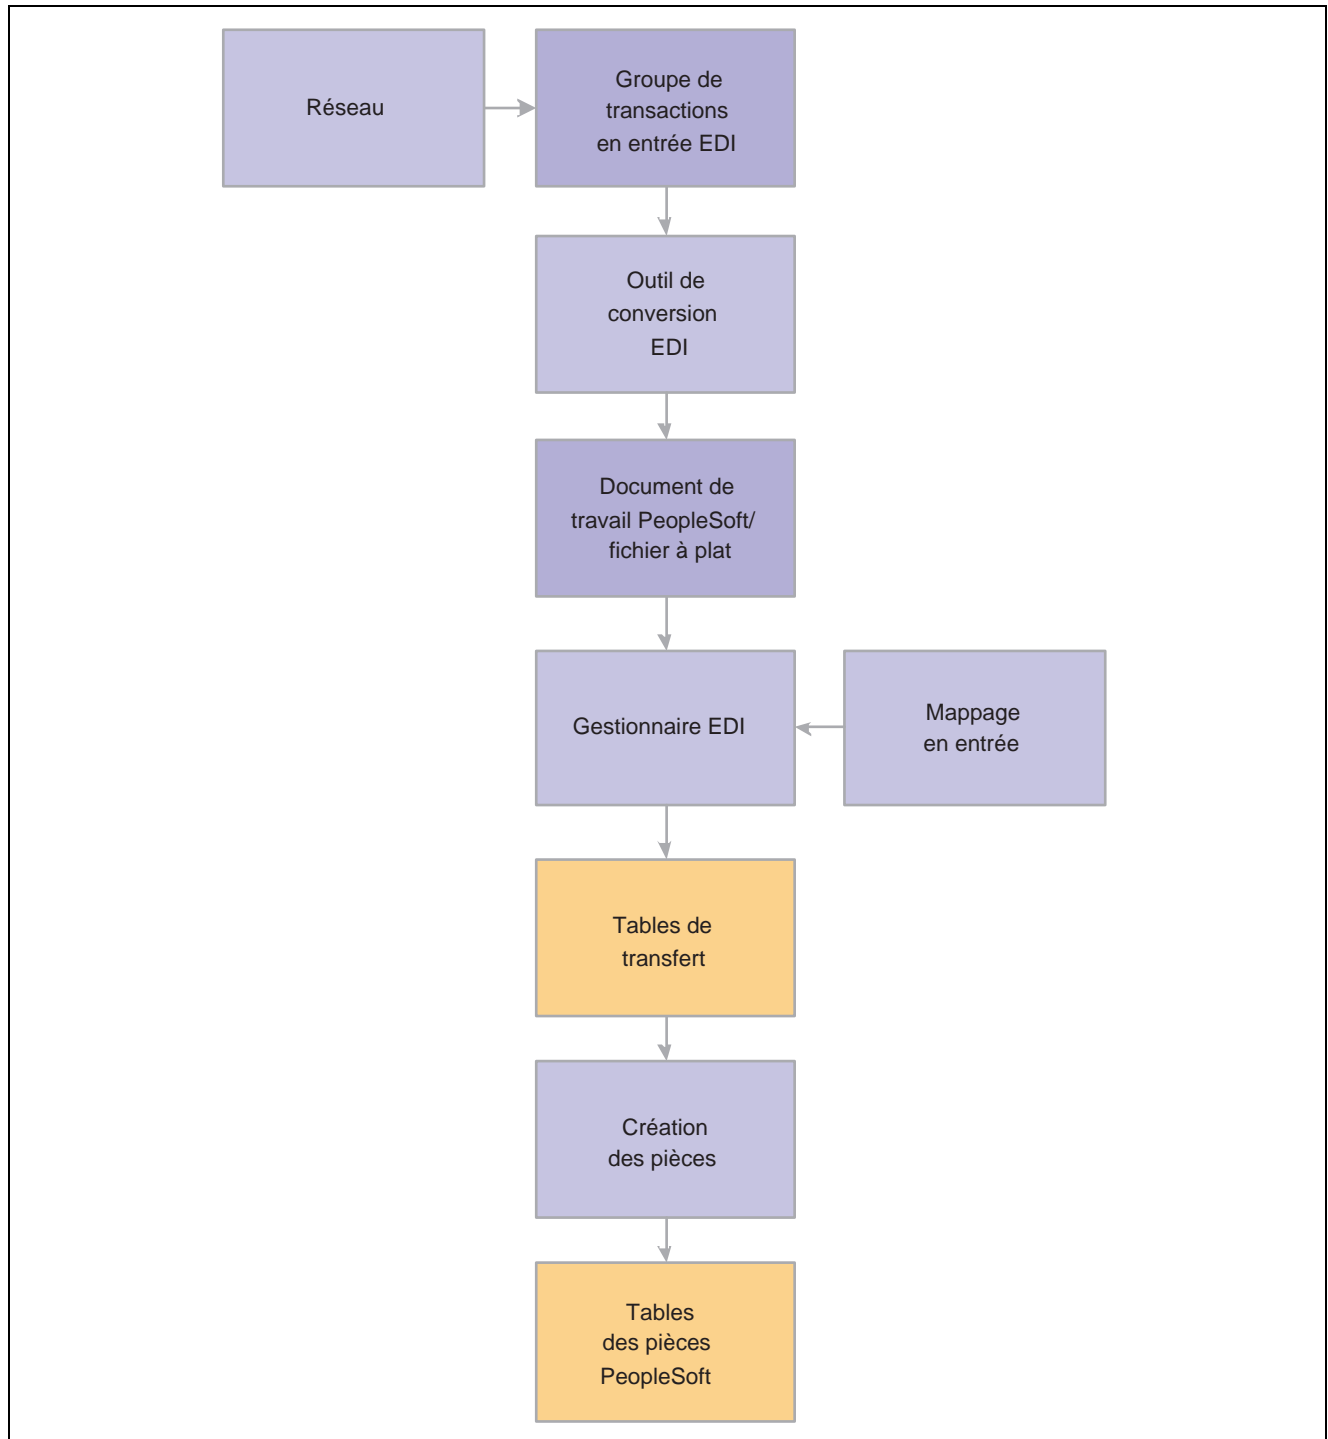 Réseau
Groupe de
transactions
en entrée EDI
Outil de
conversion
EDI
Document de
travail PeopleSoft/
fichier à plat
Gestionnaire EDI
Mappage
en entrée
Tables de
transfert
Création
des pièces
Tables
des pièces
PeopleSoft